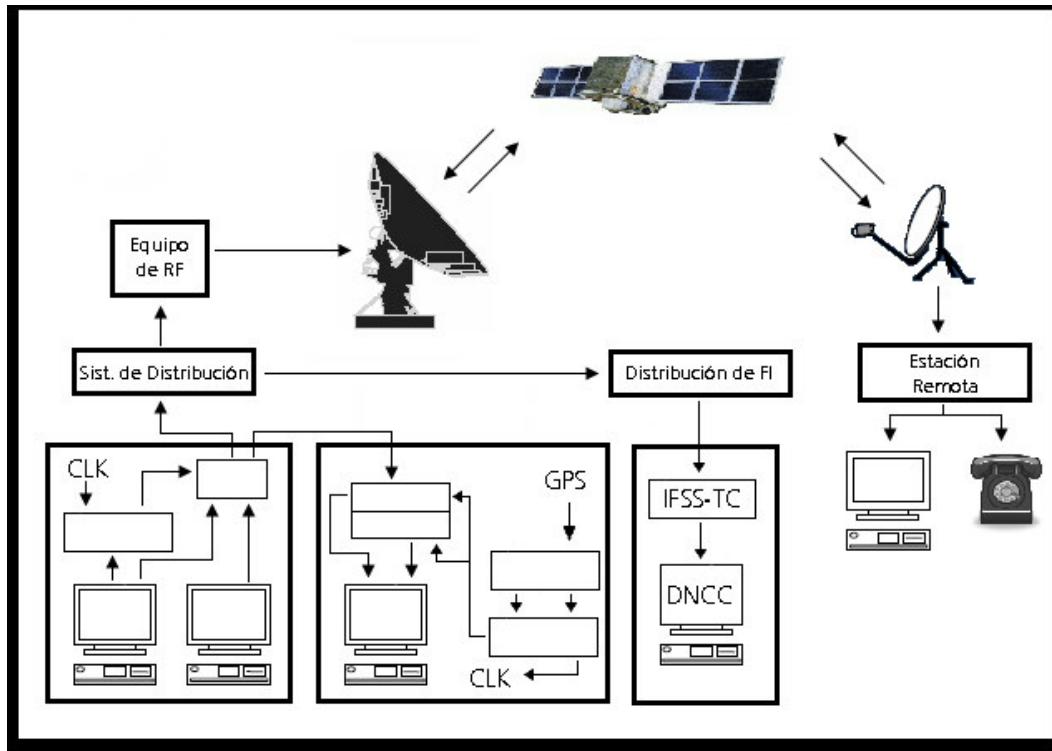 Equipo
de RF
Sist. de Distribución
Distribución de FI
Estación
Remota
CLK
GPS
IFSS-TC
DNCC
CLK